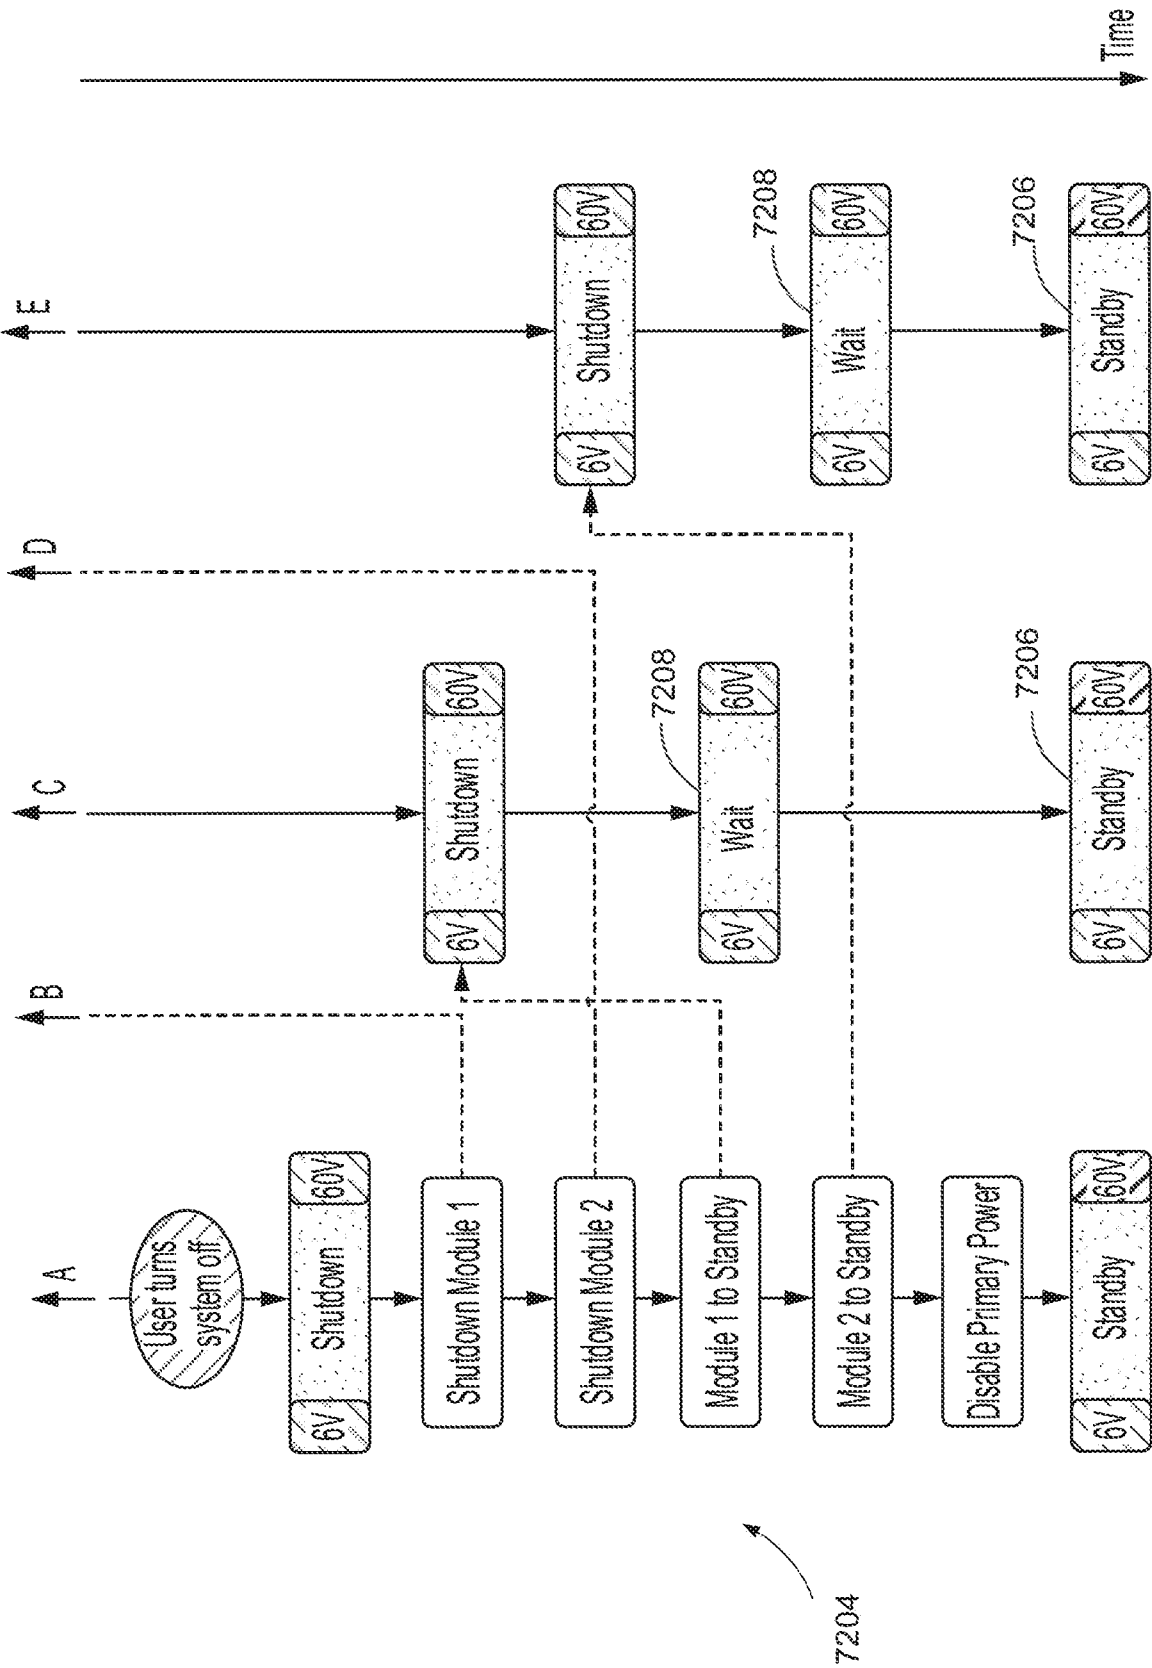 A
B
C
D
E
User turns
system off
6V
Shutdown
60V
Shutdown Module 1
Shutdown Module 2
Module 1 to Standby
Module 2 to Standby
Disable Primary Power
6V
Standby
60V
6V
Shutdown
60V
7208
6V
Wait
60V
7206
6V
Standby
60V
6V
Shutdown
60V
7208
6V
Wait
60V
7206
6V
Standby
60V
Time
7204